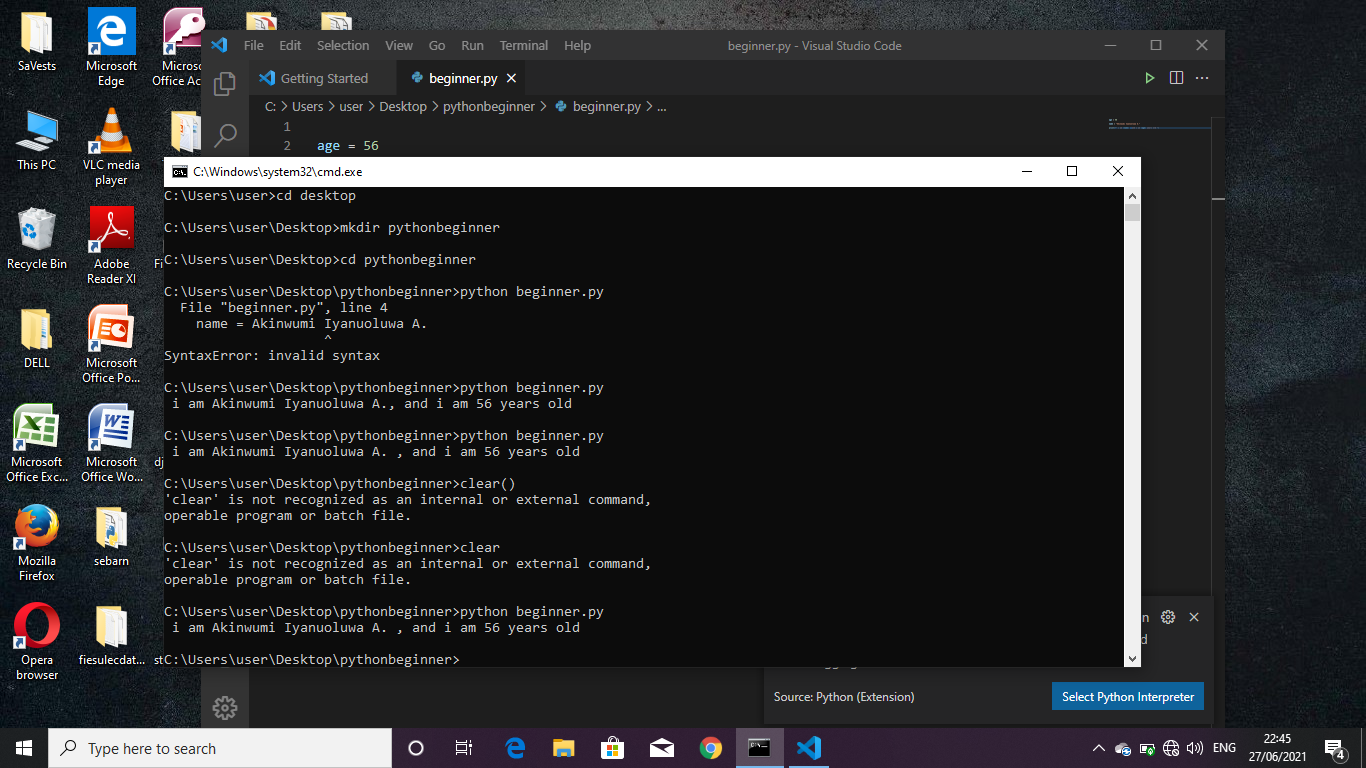 SaVests
Microsoft Edge
Micros
Office Ac
This PC
VLC media player
Recycle Bin
Adobe Reader XI
Fi
DELL
Microsoft Office Po...
Microsoft Office Exc...
Microsoft Office Wo...
dj
Mozilla Firefox
sebarn
Opera browser
fiesulecdat...
st
File Edit Selection View Go Run Terminal Help
beginner.py - Visual Studio Code
Getting Started
beginner.py
C: > Users > user > Desktop > pythonbeginner > beginner.py > ...
1
2 age = 56
C:\Windows\system32\cmd.exe
C:\Users\user>cd desktop
C:\Users\user\Desktop>mkdir pythonbeginner
C:\Users\user\Desktop>cd pythonbeginner
C:\Users\user\Desktop\pythonbeginner>python beginner.py
File "beginner.py", line 4
name = Akinwumi Iyanuoluwa A.
^
SyntaxError: invalid syntax
C:\Users\user\Desktop\pythonbeginner>python beginner.py
i am Akinwumi Iyanuoluwa A., and i am 56 years old
C:\Users\user\Desktop\pythonbeginner>python beginner.py
i am Akinwumi Iyanuoluwa A. , and i am 56 years old
C:\Users\user\Desktop\pythonbeginner>clear()
'clear' is not recognized as an internal or external command,
operable program or batch file.
C:\Users\user\Desktop\pythonbeginner>clear
'clear' is not recognized as an internal or external command,
operable program or batch file.
C:\Users\user\Desktop\pythonbeginner>python beginner.py
i am Akinwumi Iyanuoluwa A. , and i am 56 years old
C:\Users\user\Desktop\pythonbeginner>
n
d
Source: Python (Extension)
Select Python Interpreter
Type here to search
ENG
22:45
27/06/2021
4